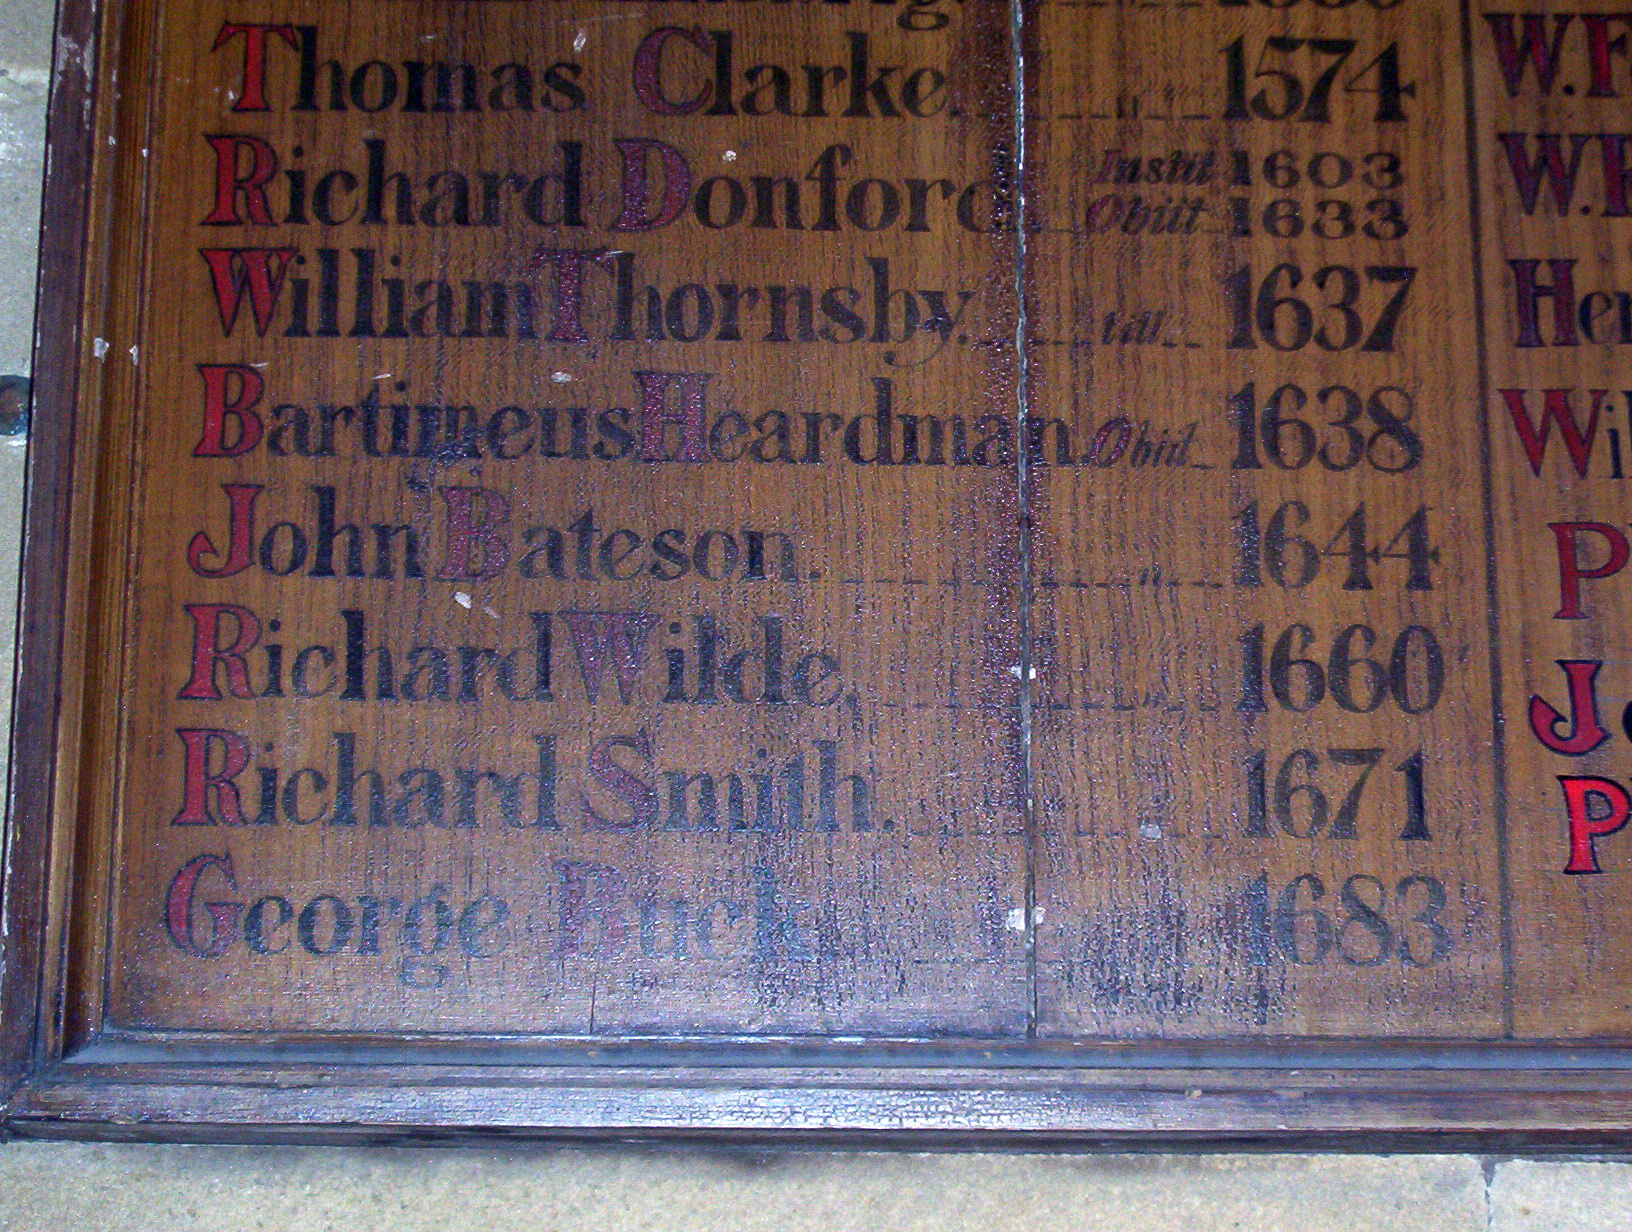 Thomas Clarke " 1574
Richard Donford Instit 1603
Obiit 1633
William Thornsby. till 1637
Bartimeus Heardman. Obiit 1638
John Bateson. " 1644
Richard Wilde, " 1660
Richard Smith. 1671
George Buck 1683
W.
W.